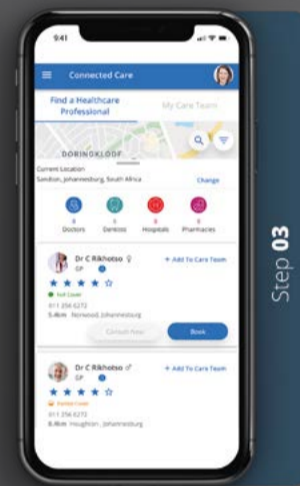 9:41
Connected Care
Find a Healthcare
Professional
My Care Team
DORINGKLOOF
Current Location
Sandton, Johannesburg, South Africa
Change
Doctors
Dentists
Hospitals
Pharmacies
Dr C Rikhotso
+ Add To Care Team
GP
Full Cover
011 256 6272
5.4km Norwood, Johannesburg
Consult Now
Book
Dr C Rikhotso
+ Add To Care Team
GP
011 256 6272
8.4km Houghton, Johannesburg
Step 03